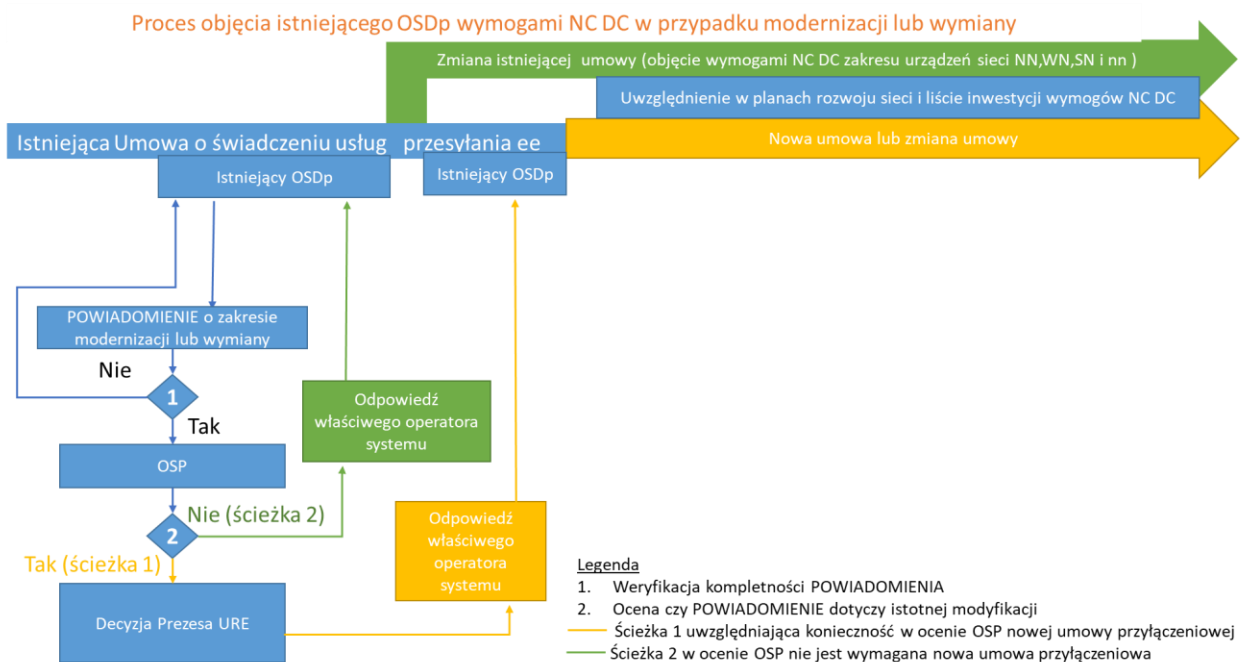 Proces objęcia istniejącego OSDp wymogami NC DC w przypadku modernizacji lub wymiany
Zmiana istniejącej umowy (objęcie wymogami NC DC zakresu urządzeń sieci NN,WN,SN i nn )
Uwzględnienie w planach rozwoju sieci i liście inwestycji wymogów NC DC
Istniejąca Umowa o świadczeniu usług przesyłania ee
Nowa umowa lub zmiana umowy
Istniejący OSDp
Istniejący OSDp
POWIADOMIENIE o zakresie
modernizacji lub wymiany
Nie
1
Tak
Odpowiedź
właściwego operatora
systemu
OSP
Nie (ścieżka 2)
2
Odpowiedź
właściwego
operatora
systemu
Tak (ścieżka 1)
Decyzja Prezesa URE
Legenda
1. Weryfikacja kompletności POWIADOMIENIA
2. Ocena czy POWIADOMIENIE dotyczy istotnej modyfikacji
Ścieżka 1 uwzględniająca konieczność w ocenie OSP nowej umowy przyłączeniowej
Ścieżka 2 w ocenie OSP nie jest wymagana nowa umowa przyłączeniowa